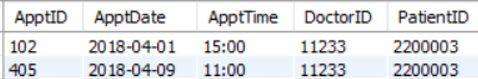 ApptID ApptDate ApptTime DoctorID PatientID
102 2018-04-01 15:00 11233 2200003
405 2018-04-09 11:00 11233 2200003